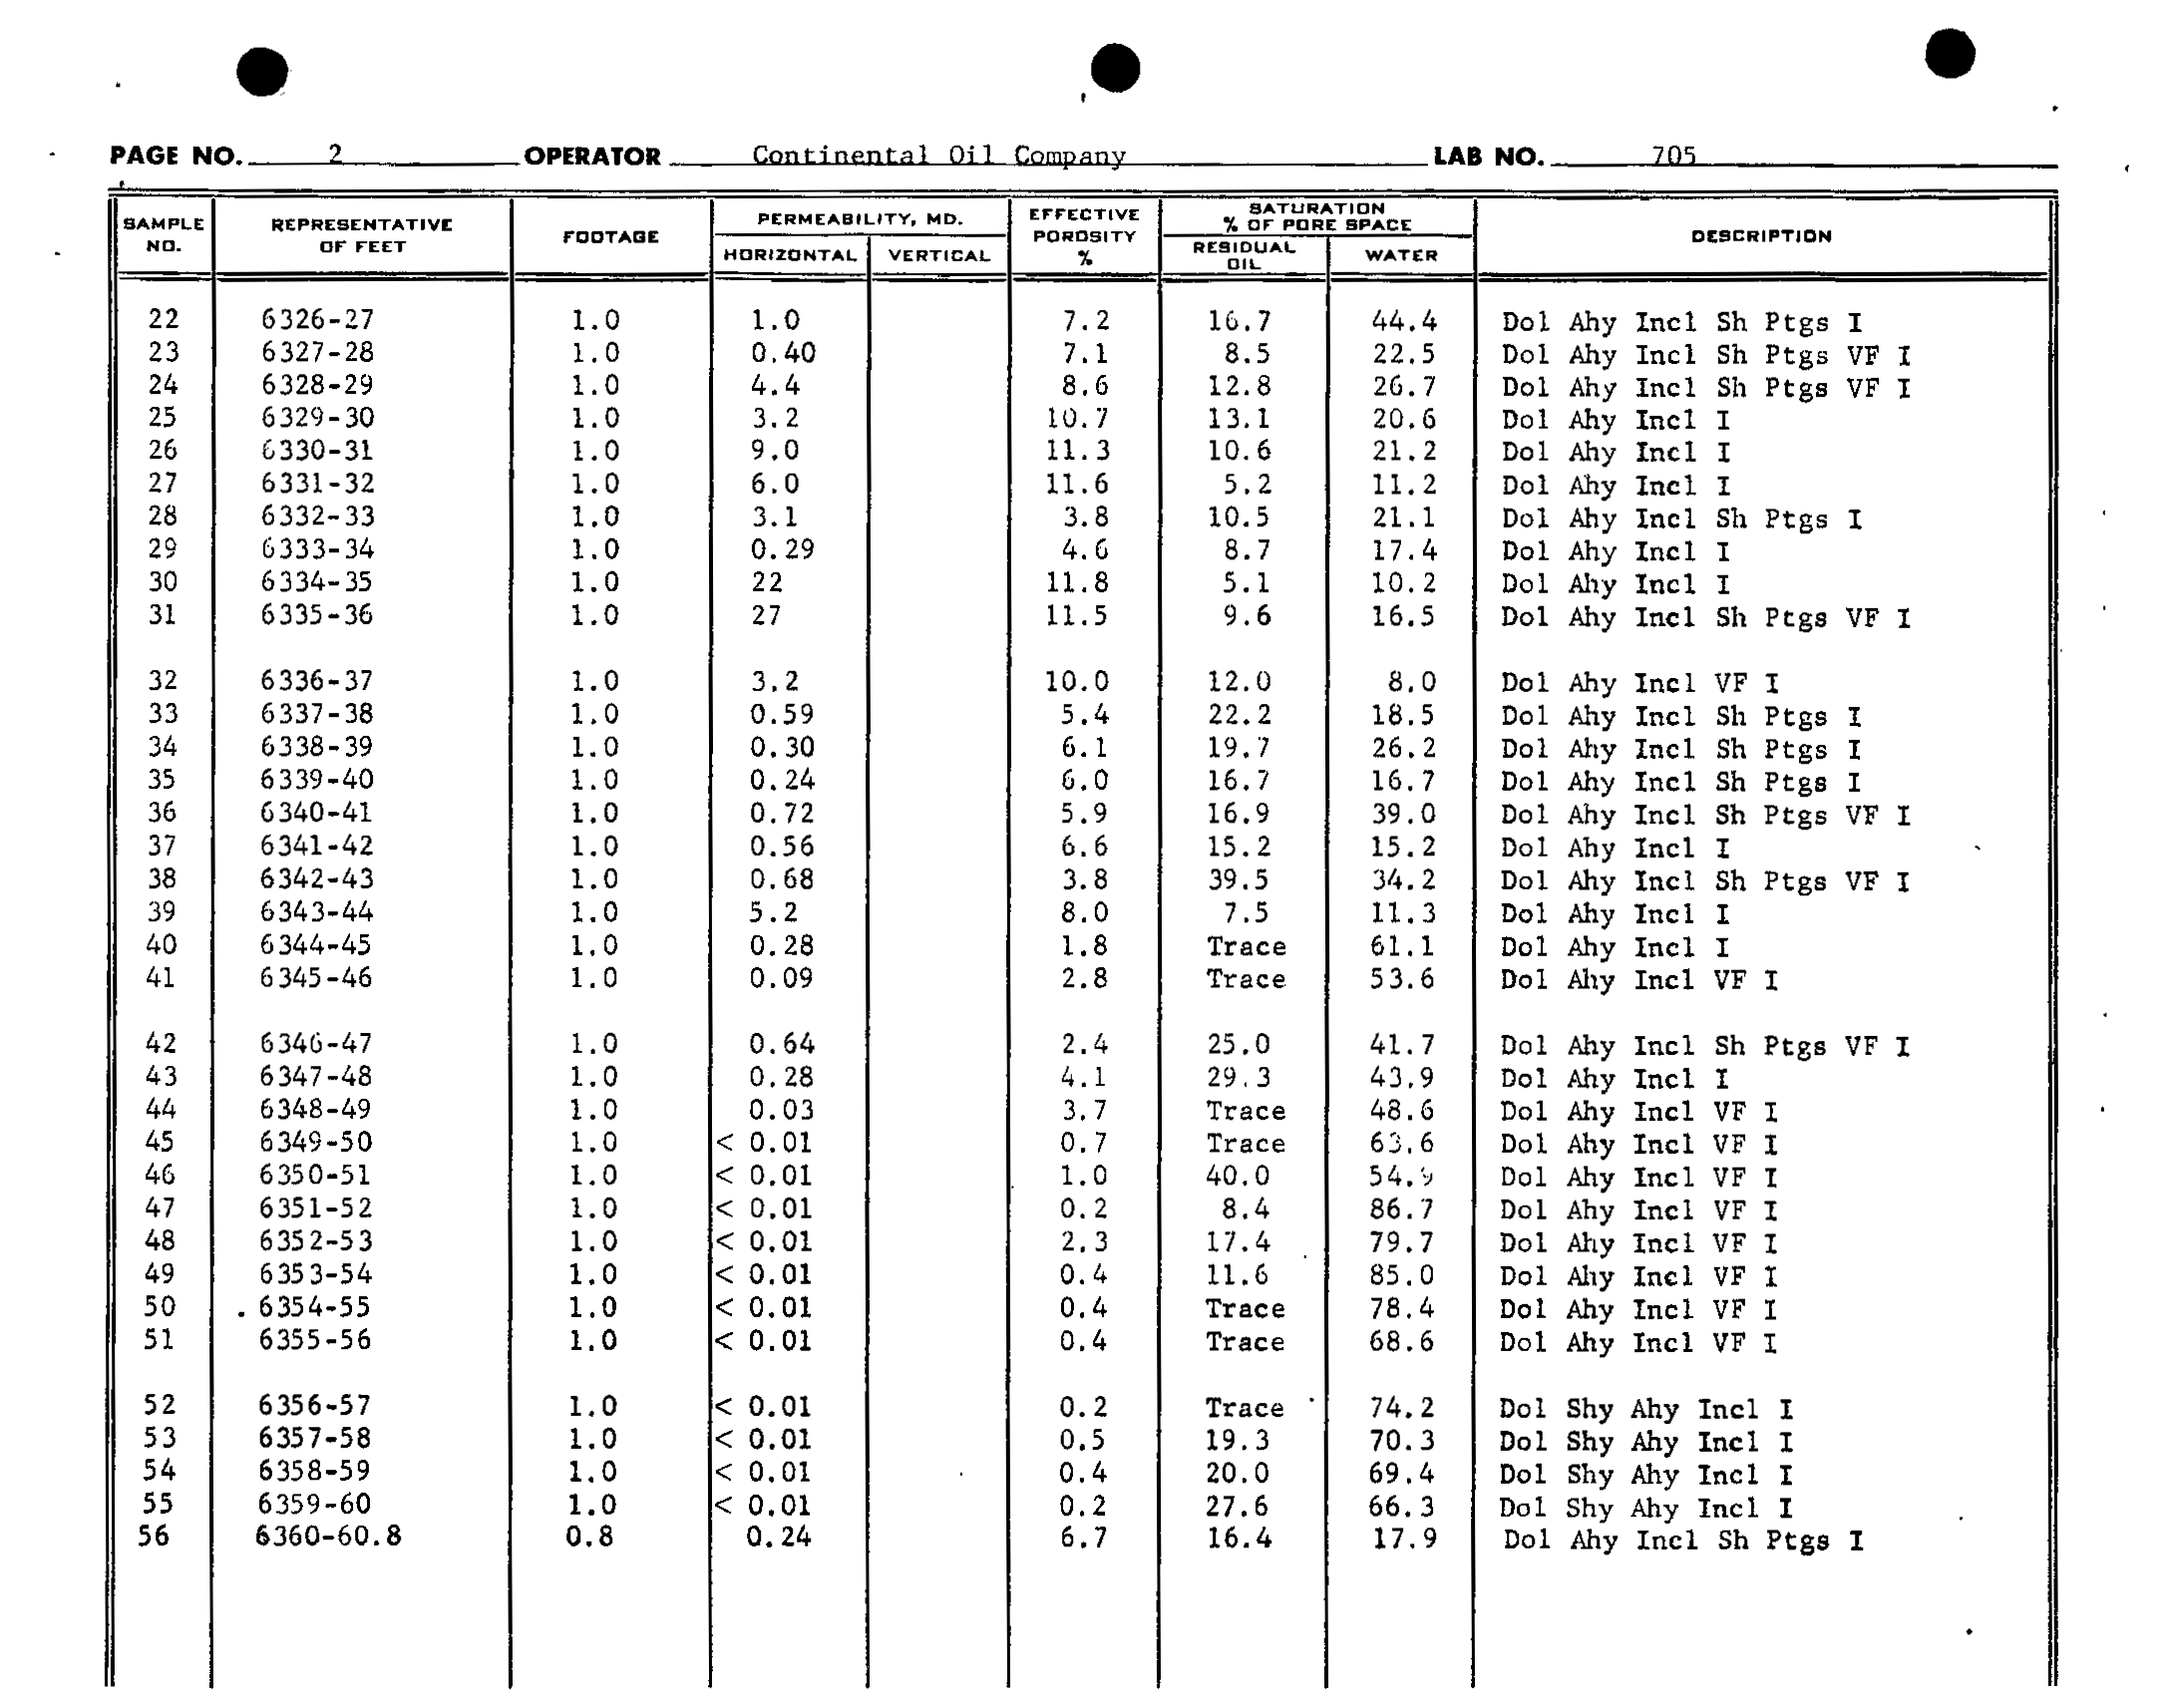 PAGE NO. 2 OPERATOR Continental Oil Company LAB NO. 705
SAMPLE NO. REPRESENTATIVE OF FEET FOOTAGE PERMEABILITY, MD. HORIZONTAL VERTICAL EFFECTIVE POROSITY % SATURATION % OF PORE SPACE RESIDUAL OIL WATER DESCRIPTION
22 6326-27 1.0 1.0 7.2 16.7 44.4 Dol Ahy Incl Sh Ptgs I
23 6327-28 1.0 0.40 7.1 8.5 22.5 Dol Ahy Incl Sh Ptgs VF I
24 6328-29 1.0 4.4 8.6 12.8 26.7 Dol Ahy Incl Sh Ptgs VF I
25 6329-30 1.0 3.2 10.7 13.1 20.6 Dol Ahy Incl I
26 6330-31 1.0 9.0 11.3 10.6 21.2 Dol Ahy Incl I
27 6331-32 1.0 6.0 11.6 5.2 11.2 Dol Ahy Incl I
28 6332-33 1.0 3.1 3.8 10.5 21.1 Dol Ahy Incl Sh Ptgs I
29 6333-34 1.0 0.29 4.6 8.7 17.4 Dol Ahy Incl I
30 6334-35 1.0 22 11.8 5.1 10.2 Dol Ahy Incl I
31 6335-36 1.0 27 11.5 9.6 16.5 Dol Ahy Incl Sh Ptgs VF I
32 6336-37 1.0 3.2 10.0 12.0 8.0 Dol Ahy Incl VF I
33 6337-38 1.0 0.59 5.4 22.2 18.5 Dol Ahy Incl Sh Ptgs I
34 6338-39 1.0 0.30 6.1 19.7 26.2 Dol Ahy Incl Sh Ptgs I
35 6339-40 1.0 0.24 6.0 16.7 16.7 Dol Ahy Incl Sh Ptgs I
36 6340-41 1.0 0.72 5.9 16.9 39.0 Dol Ahy Incl Sh Ptgs VF I
37 6341-42 1.0 0.56 6.6 15.2 15.2 Dol Ahy Incl I
38 6342-43 1.0 0.68 3.8 39.5 34.2 Dol Ahy Incl Sh Ptgs VF I
39 6343-44 1.0 5.2 8.0 7.5 11.3 Dol Ahy Incl I
40 6344-45 1.0 0.28 1.8 Trace 61.1 Dol Ahy Incl I
41 6345-46 1.0 0.09 2.8 Trace 53.6 Dol Ahy Incl VF I
42 6346-47 1.0 0.64 2.4 25.0 41.7 Dol Ahy Incl Sh Ptgs VF I
43 6347-48 1.0 0.28 4.1 29.3 43.9 Dol Ahy Incl I
44 6348-49 1.0 0.03 3.7 Trace 48.6 Dol Ahy Incl VF I
45 6349-50 1.0 < 0.01 0.7 Trace 63.6 Dol Ahy Incl VF I
46 6350-51 1.0 < 0.01 1.0 40.0 54.9 Dol Ahy Incl VF I
47 6351-52 1.0 < 0.01 0.2 8.4 86.7 Dol Ahy Incl VF I
48 6352-53 1.0 < 0.01 2.3 17.4 79.7 Dol Ahy Incl VF I
49 6353-54 1.0 < 0.01 0.4 11.6 85.0 Dol Ahy Incl VF I
50 6354-55 1.0 < 0.01 0.4 Trace 78.4 Dol Ahy Incl VF I
51 6355-56 1.0 < 0.01 0.4 Trace 68.6 Dol Ahy Incl VF I
52 6356-57 1.0 < 0.01 0.2 Trace 74.2 Dol Shy Ahy Incl I
53 6357-58 1.0 < 0.01 0.5 19.3 70.3 Dol Shy Ahy Incl I
54 6358-59 1.0 < 0.01 0.4 20.0 69.4 Dol Shy Ahy Incl I
55 6359-60 1.0 < 0.01 0.2 27.6 66.3 Dol Shy Ahy Incl I
56 6360-60.8 0.8 0.24 6.7 16.4 17.9 Dol Ahy Incl Sh Ptgs I